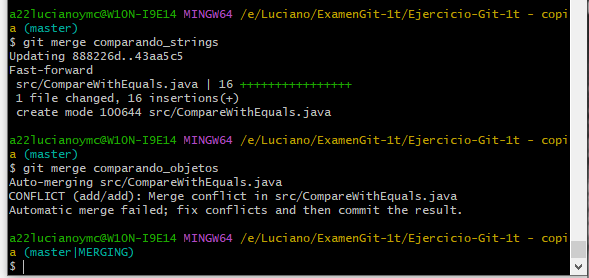 a22lucianoymc@W10N-I9E14 MINGW64 /e/Luciano/ExamenGit-1t/Ejercicio-Git-1t - copi
a (master)
$ git merge comparando_strings
Updating 888226d..43aa5c5
Fast-forward
 src/CompareWithEquals.java | 16 ++++++++++++++++
 1 file changed, 16 insertions(+)
 create mode 100644 src/CompareWithEquals.java
a22lucianoymc@W10N-I9E14 MINGW64 /e/Luciano/ExamenGit-1t/Ejercicio-Git-1t - copi
a (master)
$ git merge comparando_objetos
Auto-merging src/CompareWithEquals.java
CONFLICT (add/add): Merge conflict in src/CompareWithEquals.java
Automatic merge failed; fix conflicts and then commit the result.
a22lucianoymc@W10N-I9E14 MINGW64 /e/Luciano/ExamenGit-1t/Ejercicio-Git-1t - copi
a (master|MERGING)
$